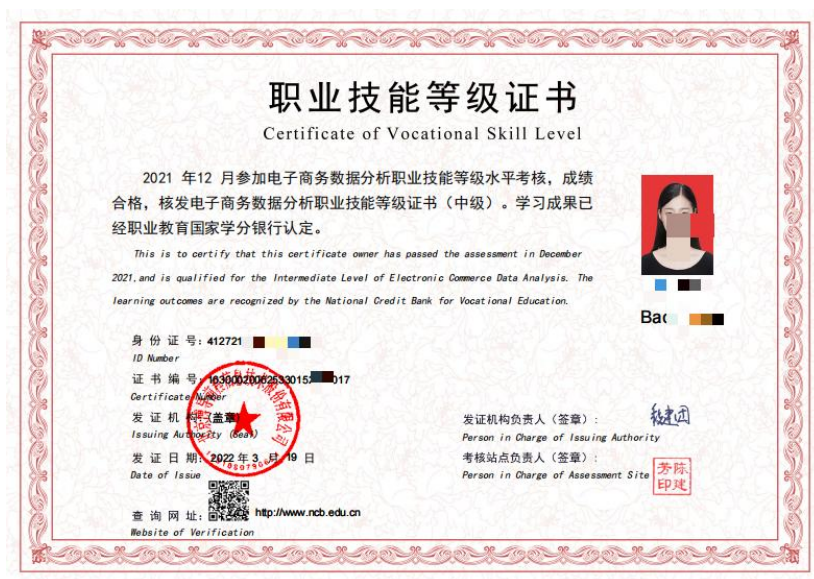 职业技能等级证书
Certificate of Vocational Skill Level
2021 年12 月参加电子商务数据分析职业技能等级水平考核，成绩
合格，核发电子商务数据分析职业技能等级证书（中级）。学习成果已
经职业教育国家学分银行认定。
This is to certify that this certificate owner has passed the assessment in December
2021,and is qualified for the Intermediate Level of Electronic Commerce Data Analysis. The
learning outcomes are recognized by the National Credit Bank for Vocational Education.
身 份 证 号: 412721
ID Number
证 书 编 号:
Certificate Number
发 证 机 构:(盖章)
Issuing Authority (Seal)
发 证 日 期: 2022 年 3 月 19 日
Date of Issue
查 询 网 址: http://www.ncb.edu.cn
Website of Verification
发证机构负责人（签章）:
Person in Charge of Issuing Authority
考核站点负责人（签章）:
Person in Charge of Assessment Site
芳陈
印建